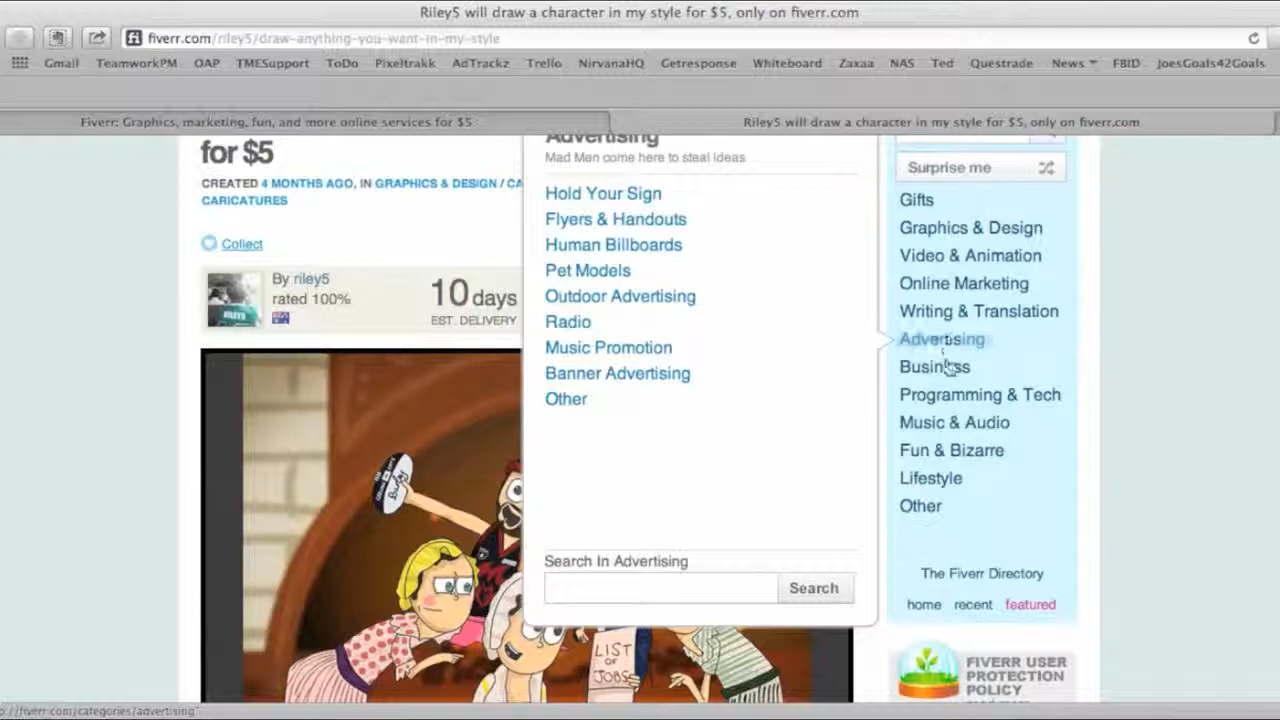 Riley5 will draw a character in my style for $5, only on fiverr.com
fiverr.com/riley5/draw-anything-you-want-in-my-style
Gmail TeamworkPM OAP TMESupport ToDo Pixeltrakk AdTrackz Trello NirvanaHQ Getresponse Whiteboard Zaxaa NAS Ted Questrade News FBID JoesGoals42Goals
Fiverr: Graphics, marketing, fun, and more online services for $5
Riley5 will draw a character in my style for $5, only on fiverr.com
for $5
CREATED 4 MONTHS AGO, IN GRAPHICS & DESIGN / CA
CARICATURES
Collect
By riley5
rated 100%
10 days
EST. DELIVERY
RILEYS
LIST
OF
JOBS
Advertising
Mad Men come here to steal ideas
Hold Your Sign
Flyers & Handouts
Human Billboards
Pet Models
Outdoor Advertising
Radio
Music Promotion
Banner Advertising
Other
Search In Advertising
Search
Surprise me
Gifts
Graphics & Design
Video & Animation
Online Marketing
Writing & Translation
Advertising
Business
Programming & Tech
Music & Audio
Fun & Bizarre
Lifestyle
Other
The Fiverr Directory
home recent featured
FIVERR USER
PROTECTION
POLICY
://fiverr.com/categories/advertising"